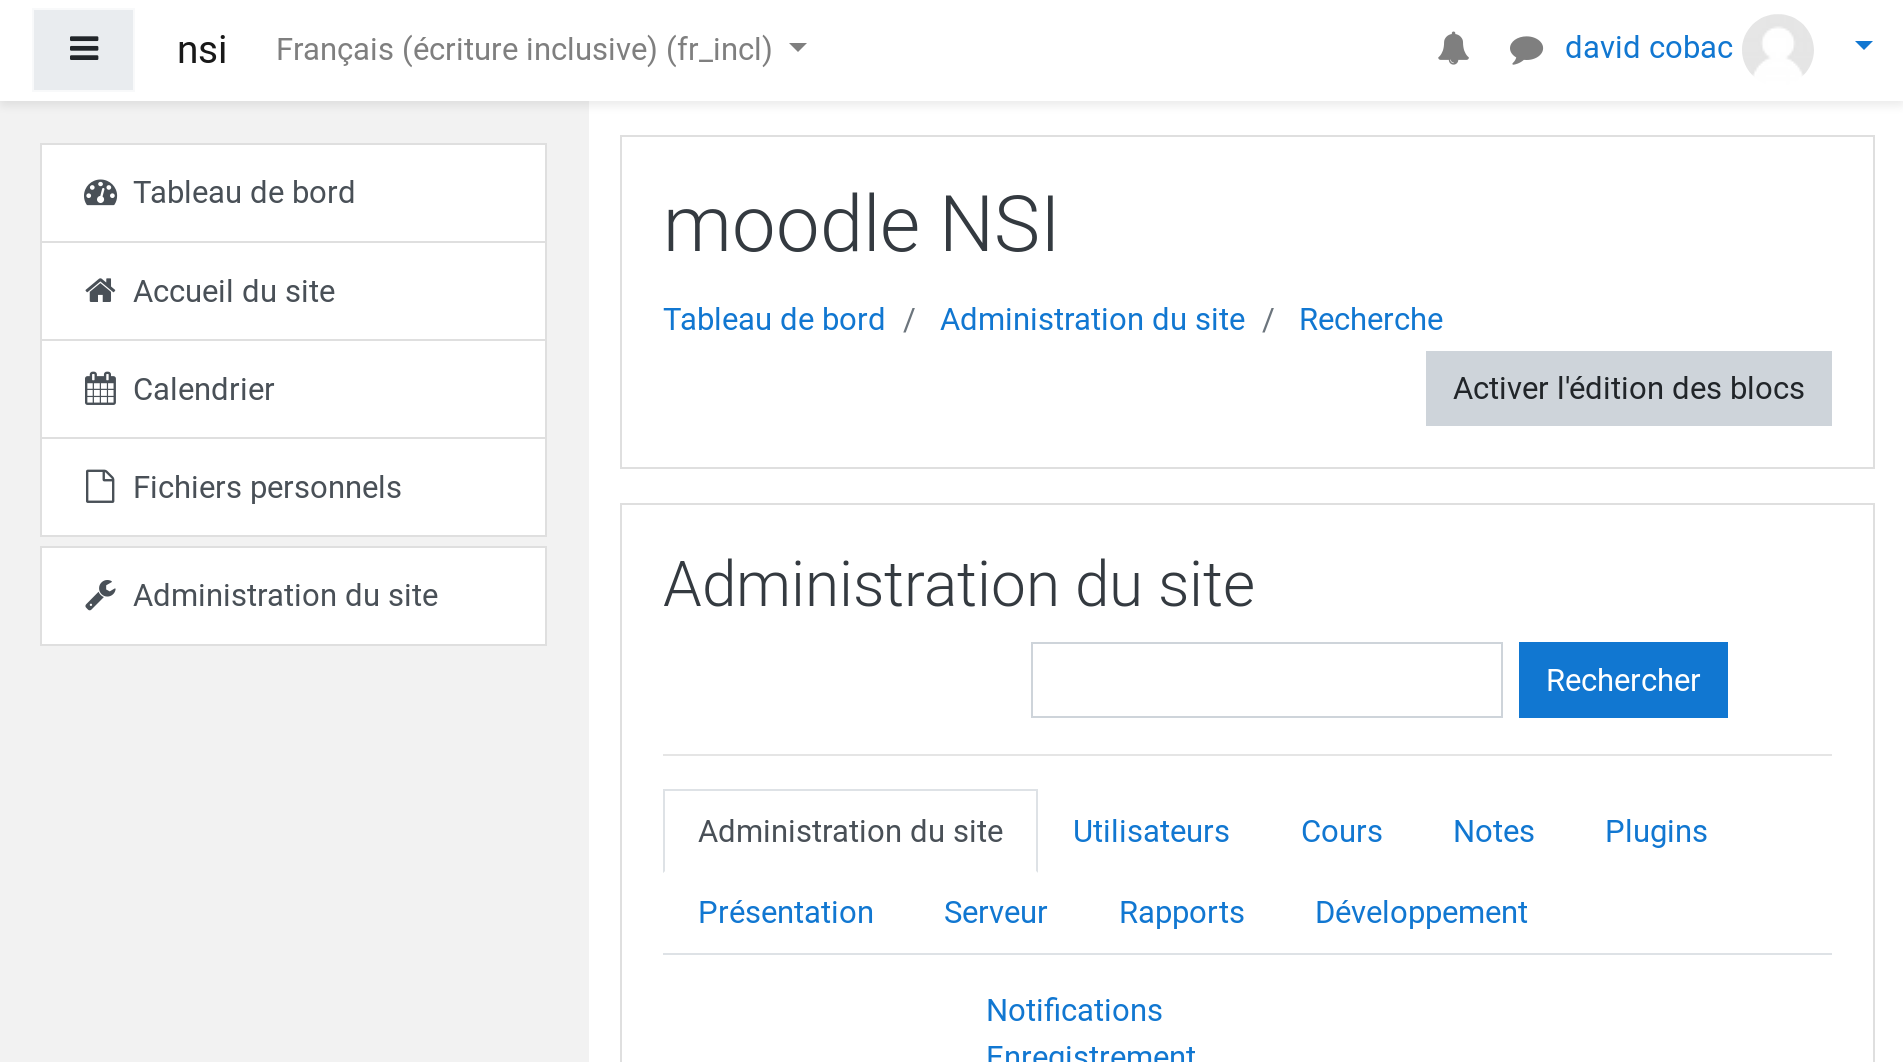 nsi Français (écriture inclusive) (fr_incl) david cobac
Tableau de bord
Accueil du site
Calendrier
Fichiers personnels
Administration du site
moodle NSI
Tableau de bord / Administration du site / Recherche
Activer l'édition des blocs
Administration du site
Rechercher
Administration du site Utilisateurs Cours Notes Plugins
Présentation Serveur Rapports Développement
Notifications
Enregistrement